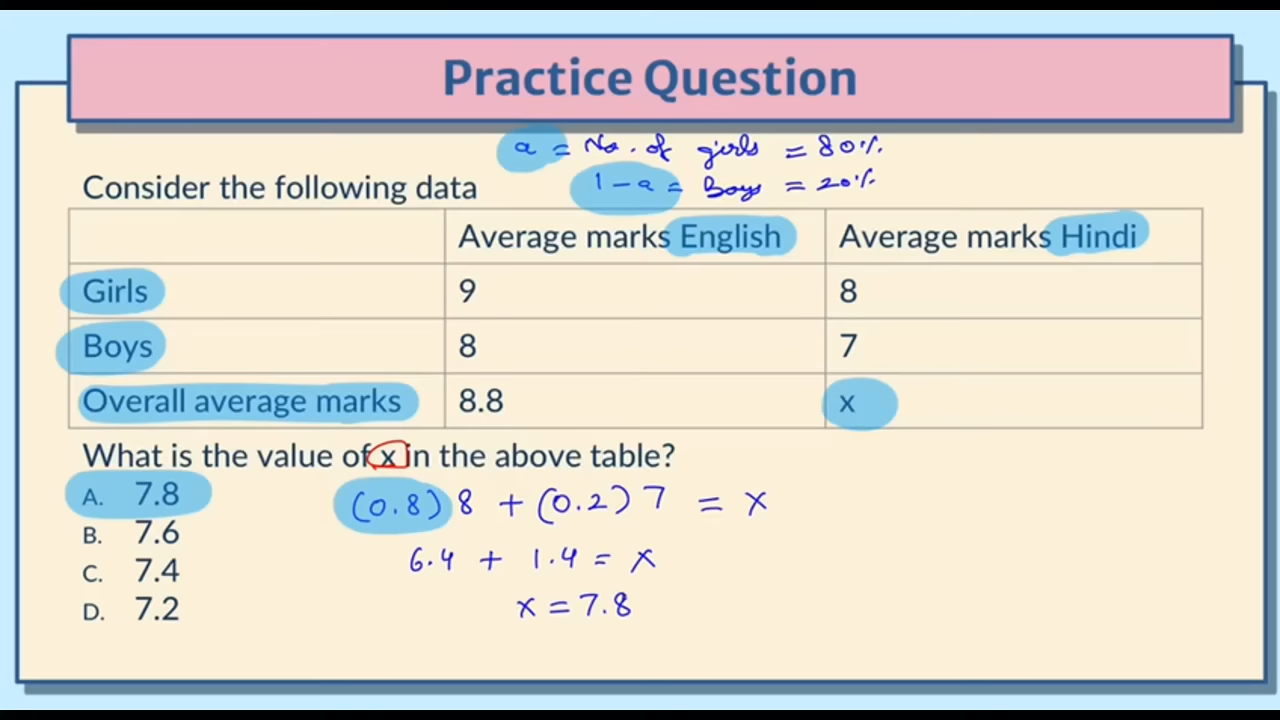 Practice Question
a = No. of girls = 80%
1 - a = Boys = 20%
Consider the following data
Average marks English Average marks Hindi
Girls 9 8
Boys 8 7
Overall average marks 8.8 x
What is the value of x in the above table?
A. 7.8
(0.8) 8 + (0.2) 7 = x
B. 7.6
6.4 + 1.4 = x
C. 7.4
x = 7.8
D. 7.2